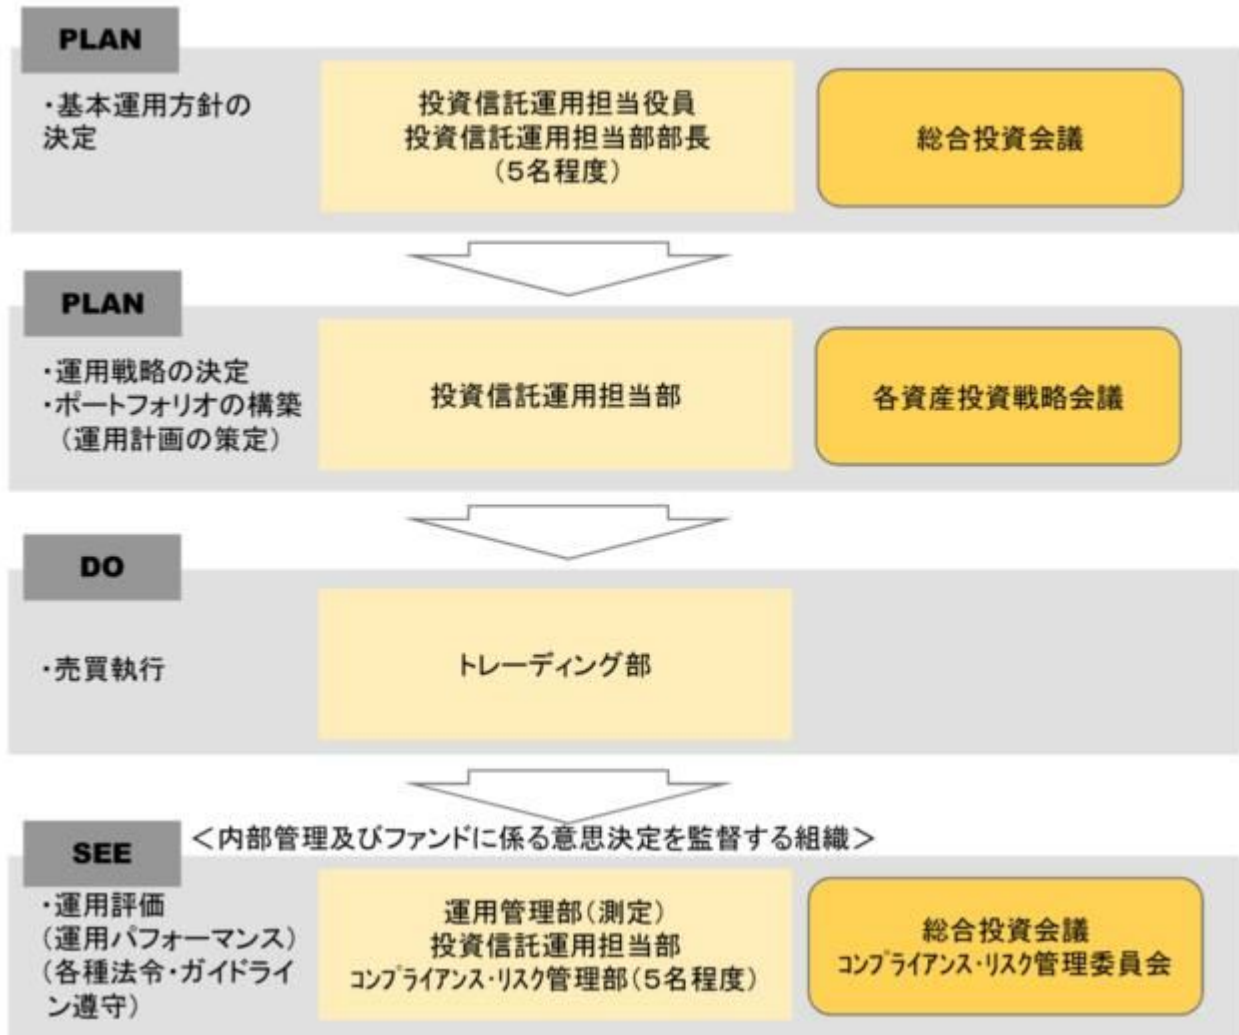 PLAN
・基本運用方針の
決定
投資信託運用担当役員
投資信託運用担当部部長
（5名程度）
総合投資会議
PLAN
・運用戦略の決定
・ポートフォリオの構築
（運用計画の策定）
投資信託運用担当部
各資産投資戦略会議
DO
・売買執行
トレーディング部
＜内部管理及びファンドに係る意思決定を監督する組織＞
SEE
・運用評価
（運用パフォーマンス）
（各種法令・ガイドライ
ン遵守）
運用管理部（測定）
投資信託運用担当部
ｺﾝﾌﾟﾗｲｱﾝｽ・ﾘｽｸ管理部（5名程度）
総合投資会議
ｺﾝﾌﾟﾗｲｱﾝｽ・ﾘｽｸ管理委員会